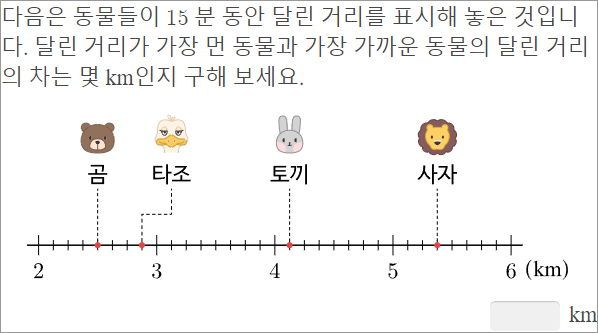 다음은 동물들이 15 분 동안 달린 거리를 표시해 놓은 것입니
다. 달린 거리가 가장 먼 동물과 가장 가까운 동물의 달린 거리
의 차는 몇 km인지 구해 보세요.
곰 타조 토끼 사자
2 3 4 5 6 (km)
km